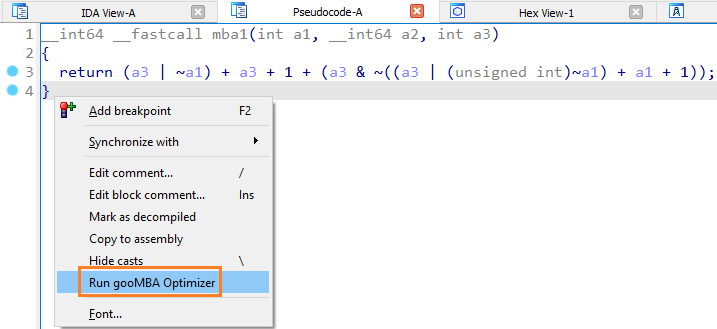 IDA View-A Pseudocode-A Hex View-1
1 __int64 __fastcall mba1(int a1, __int64 a2, int a3)
2 {
3 return (a3 | ~a1) + a3 + 1 + (a3 & ~((a3 | (unsigned int)~a1) + a1 + 1));
4 }
Add breakpoint F2
Synchronize with
Edit comment... /
Edit block comment... Ins
Mark as decompiled
Copy to assembly
Hide casts \
Run gooMBA Optimizer
Font...